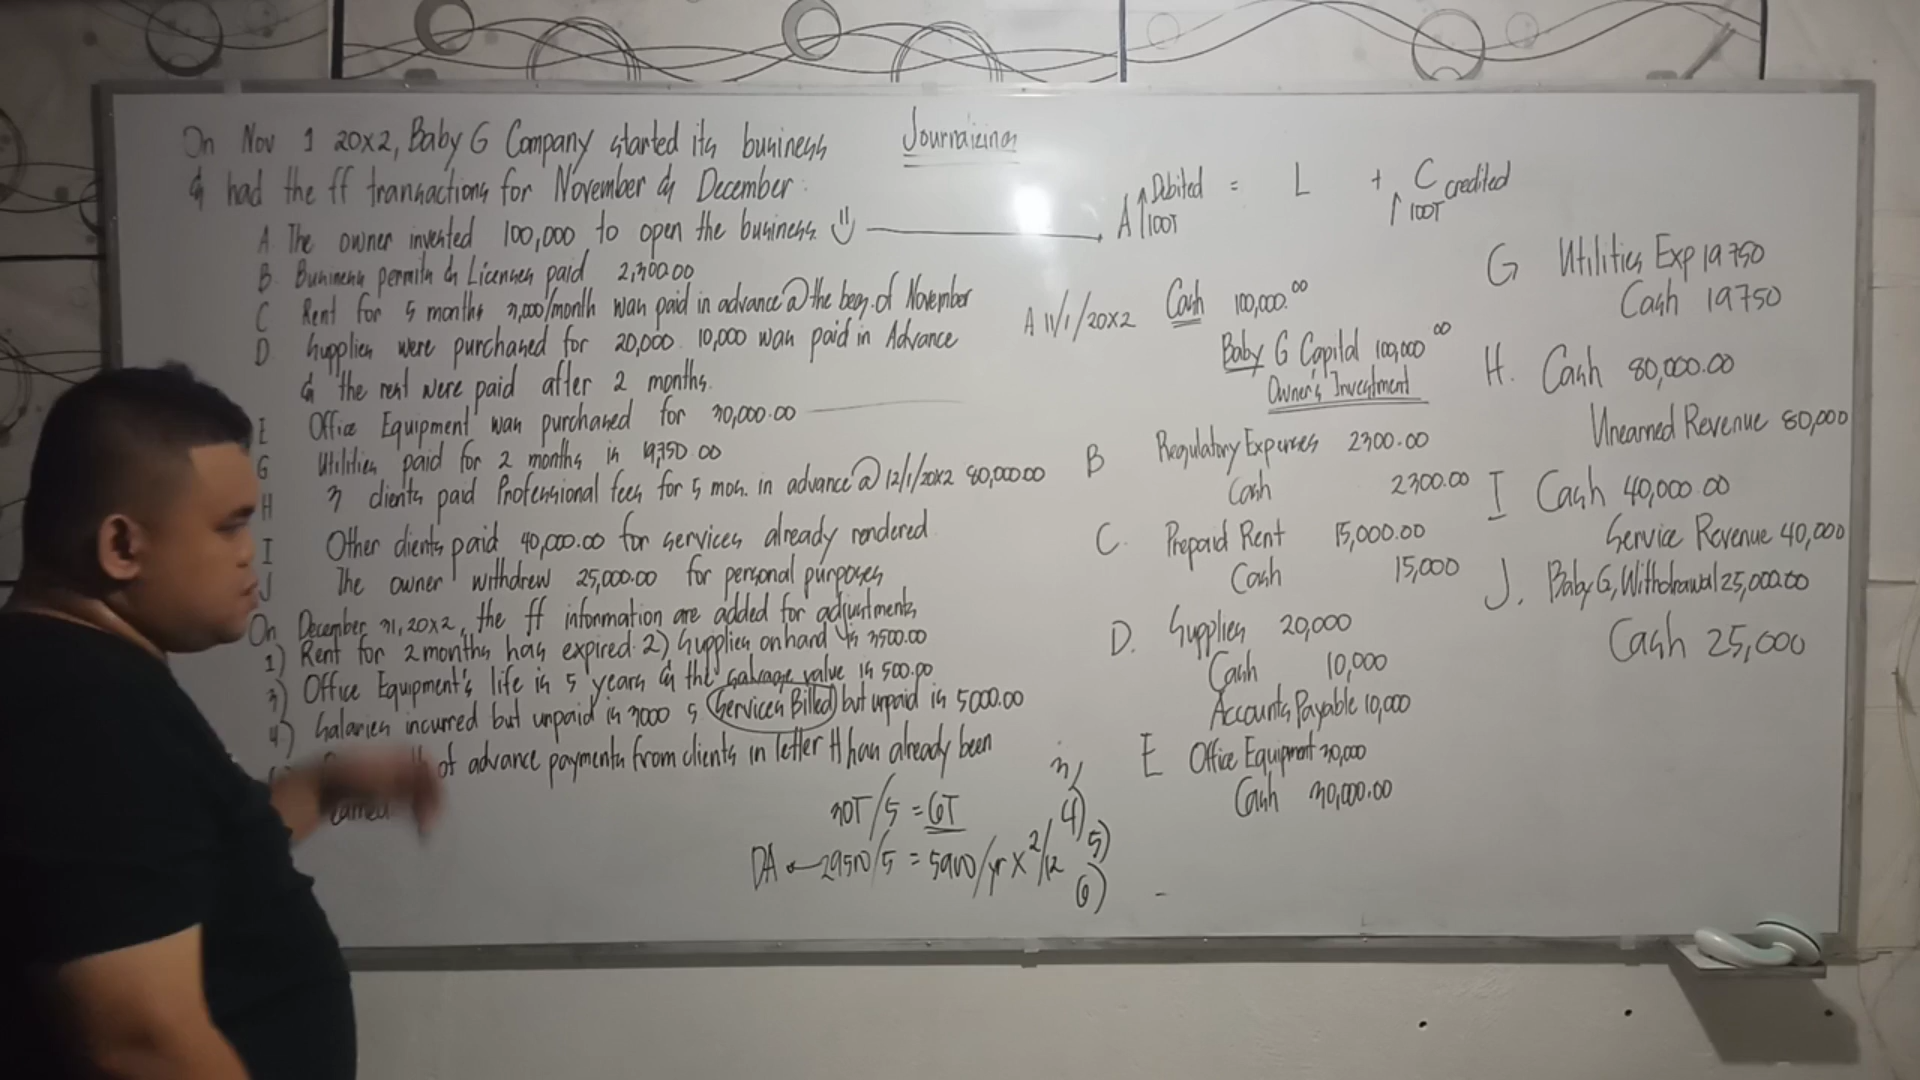 On Nov 1 20x2, Baby G Company started its business
& had the ff transactions for November & December:
A. The owner invested 100,000 to open the business.
B. Business permits & Licenses paid 2,300.00
C Rent for 5 months 3,000/month was paid in advance @ the beg. of November
D. Supplies were purchased for 20,000. 10,000 was paid in Advance
& the rest were paid after 2 months.
E Office Equipment was purchased for 30,000.00
G Utilities paid for 2 months is 19,750.00
H 3 clients paid Professional fees for 5 mos. in advance @ 12/1/20x2 80,000.00
I Other clients paid 40,000.00 for services already rendered
J The owner withdrew 25,000.00 for personal purposes
On December 31, 20x2, the ff information are added for adjustments
1) Rent for 2 months has expired. 2) Supplies on hand is 3500.00
3) Office Equipment's life is 5 years & the salvage value is 500.00
4) Salaries incurred but unpaid is 3000 5 Services Billed but unpaid is 5000.00
of advance payments from clients in letter H has already been
earned
30T/5 = 6T
DA 29500/5 = 5900/yr x 2/12
3/
4)
5)
6)
Journalizing
A ↑ Debited 100T = L + C ↑ credited 100T
A 11/1/20x2 Cash 100,000.00
Baby G Capital 100,000.00
Owner's Investment
B Regulatory Expenses 2300.00
Cash 2300.00
C. Prepaid Rent 15,000.00
Cash 15,000
D. Supplies 20,000
Cash 10,000
Accounts Payable 10,000
E Office Equipment 30,000
Cash 30,000.00
G Utilities Exp 19750
Cash 19750
H. Cash 80,000.00
Unearned Revenue 80,000
I Cash 40,000.00
Service Revenue 40,000
J. Baby G, Withdrawal 25,000.00
Cash 25,000